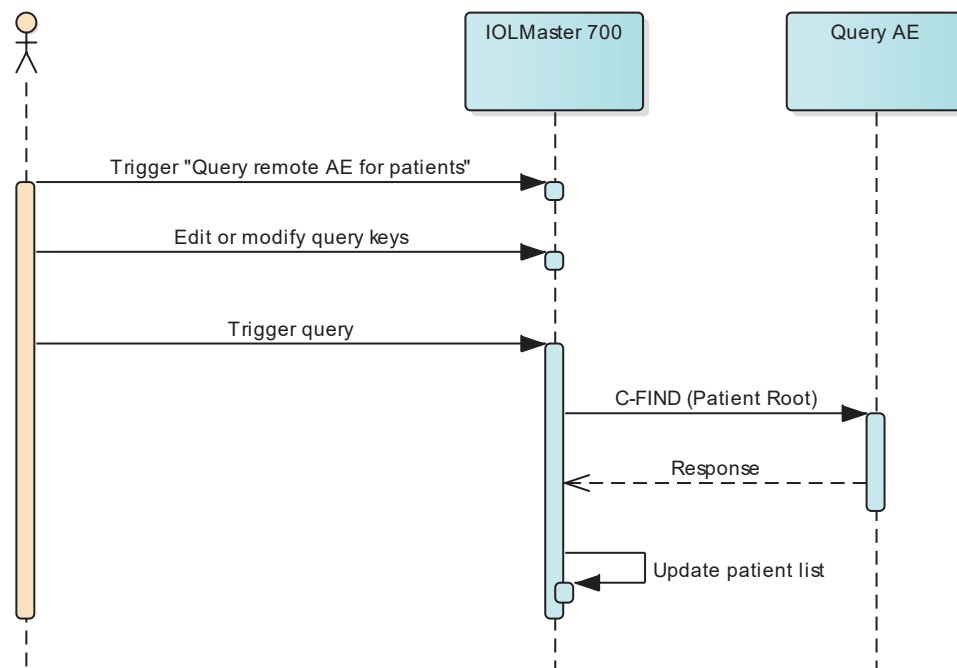 IOLMaster 700
Query AE
Trigger "Query remote AE for patients"
Edit or modify query keys
Trigger query
C-FIND (Patient Root)
Response
Update patient list